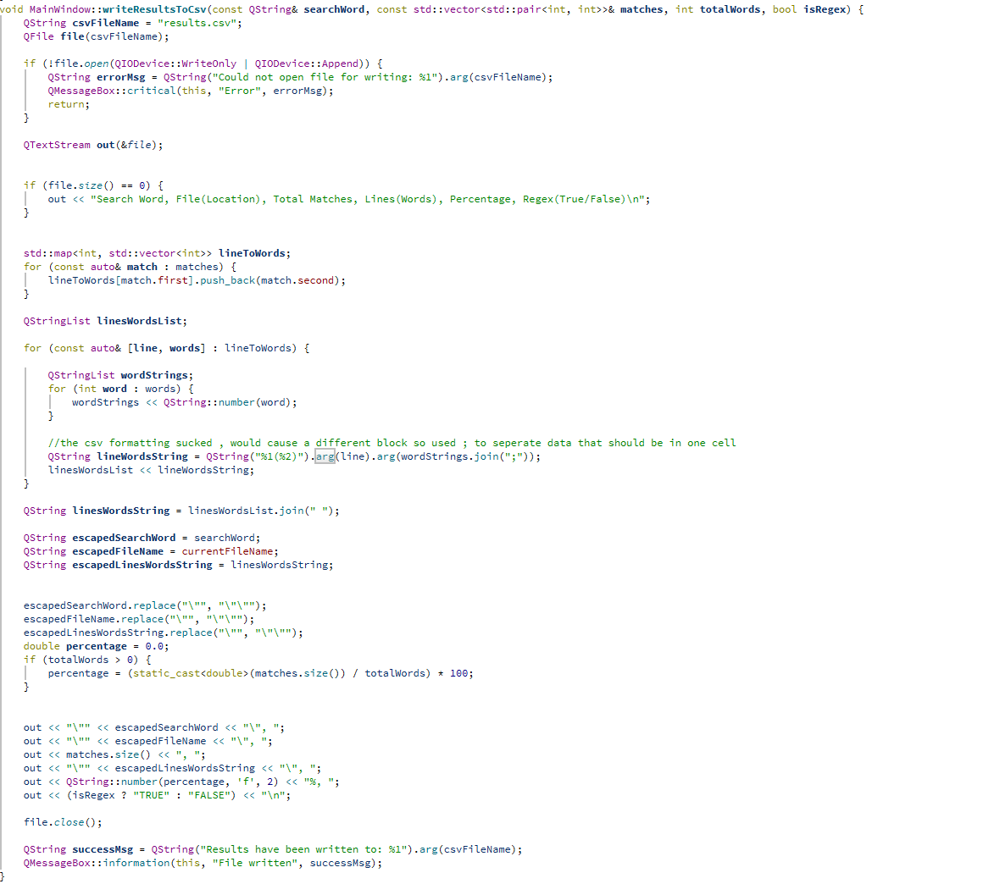 void MainWindow::writeResultsToCsv(const QString& searchWord, const std::vector<std::pair<int, int>>& matches, int totalWords, bool isRegex) {
    QString csvFileName = "results.csv";
    QFile file(csvFileName);

    if (!file.open(QIODevice::WriteOnly | QIODevice::Append)) {
        QString errorMsg = QString("Could not open file for writing: %1").arg(csvFileName);
        QMessageBox::critical(this, "Error", errorMsg);
        return;
    }

    QTextStream out(&file);


    if (file.size() == 0) {
        out << "Search Word, File(Location), Total Matches, Lines(Words), Percentage, Regex(True/False)\n";
    }


    std::map<int, std::vector<int>> lineToWords;
    for (const auto& match : matches) {
        lineToWords[match.first].push_back(match.second);
    }

    QStringList linesWordsList;

    for (const auto& [line, words] : lineToWords) {

        QStringList wordStrings;
        for (int word : words) {
            wordStrings << QString::number(word);
        }

        //the csv formatting sucked , would cause a different block so used ; to seperate data that should be in one cell
        QString lineWordsString = QString("%1(%2)").arg(line).arg(wordStrings.join(";"));
        linesWordsList << lineWordsString;
    }

    QString linesWordsString = linesWordsList.join(" ");

    QString escapedSearchWord = searchWord;
    QString escapedFileName = currentFileName;
    QString escapedLinesWordsString = linesWordsString;


    escapedSearchWord.replace("\"", "\"\"");
    escapedFileName.replace("\"", "\"\"");
    escapedLinesWordsString.replace("\"", "\"\"");
    double percentage = 0.0;
    if (totalWords > 0) {
        percentage = (static_cast<double>(matches.size()) / totalWords) * 100;
    }


    out << "\"" << escapedSearchWord << "\", ";
    out << "\"" << escapedFileName << "\", ";
    out << matches.size() << ", ";
    out << "\"" << escapedLinesWordsString << "\", ";
    out << QString::number(percentage, 'f', 2) << "%, ";
    out << (isRegex ? "TRUE" : "FALSE") << "\n";

    file.close();

    QString successMsg = QString("Results have been written to: %1").arg(csvFileName);
    QMessageBox::information(this, "File written", successMsg);
}